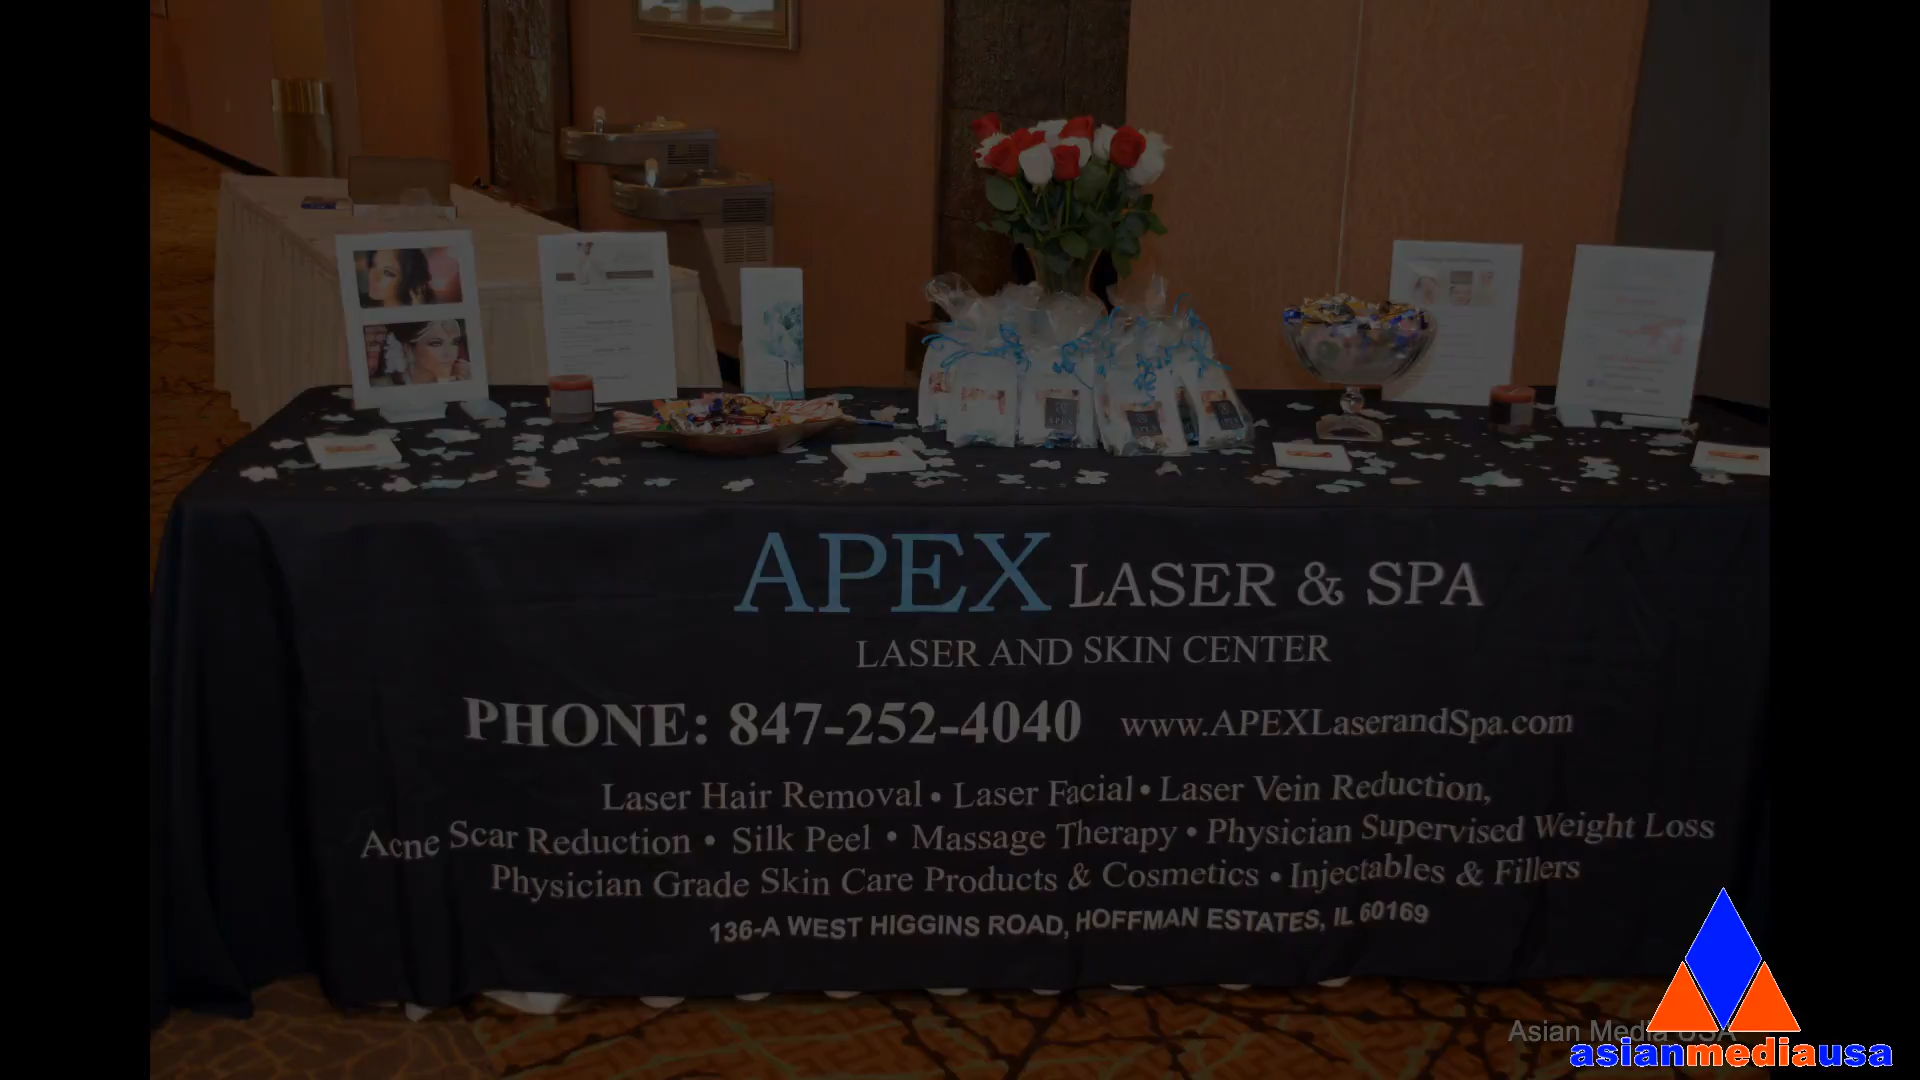 APEX LASER & SPA
LASER AND SKIN CENTER
PHONE: 847-252-4040 www.APEXLaserandSpa.com
Laser Hair Removal • Laser Facial • Laser Vein Reduction,
Acne Scar Reduction • Silk Peel • Massage Therapy • Physician Supervised Weight Loss
Physician Grade Skin Care Products & Cosmetics • Injectables & Fillers
136-A WEST HIGGINS ROAD, HOFFMAN ESTATES, IL 60169
Asian Media USA
asianmediausa